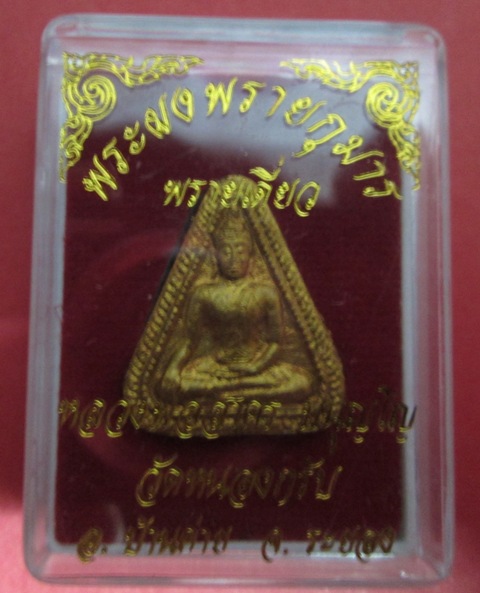 พระผงพรายกุมาร
พรายเดี่ยว
วัดหนองกรับ
อ. บ้านค่าย จ. ระยอง